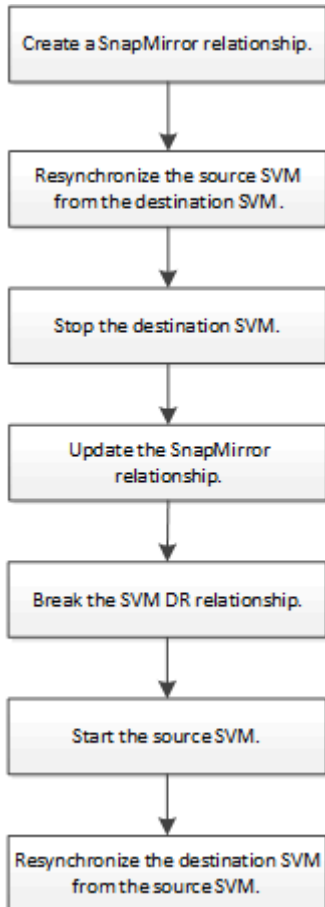 Create a SnapMirror relationship.
Resynchronize the source SVM
from the destination SVM.
Stop the destination SVM.
Update the SnapMirror
relationship.
Break the SVM DR relationship.
Start the source SVM.
Resynchronize the destination SVM
from the source SVM.